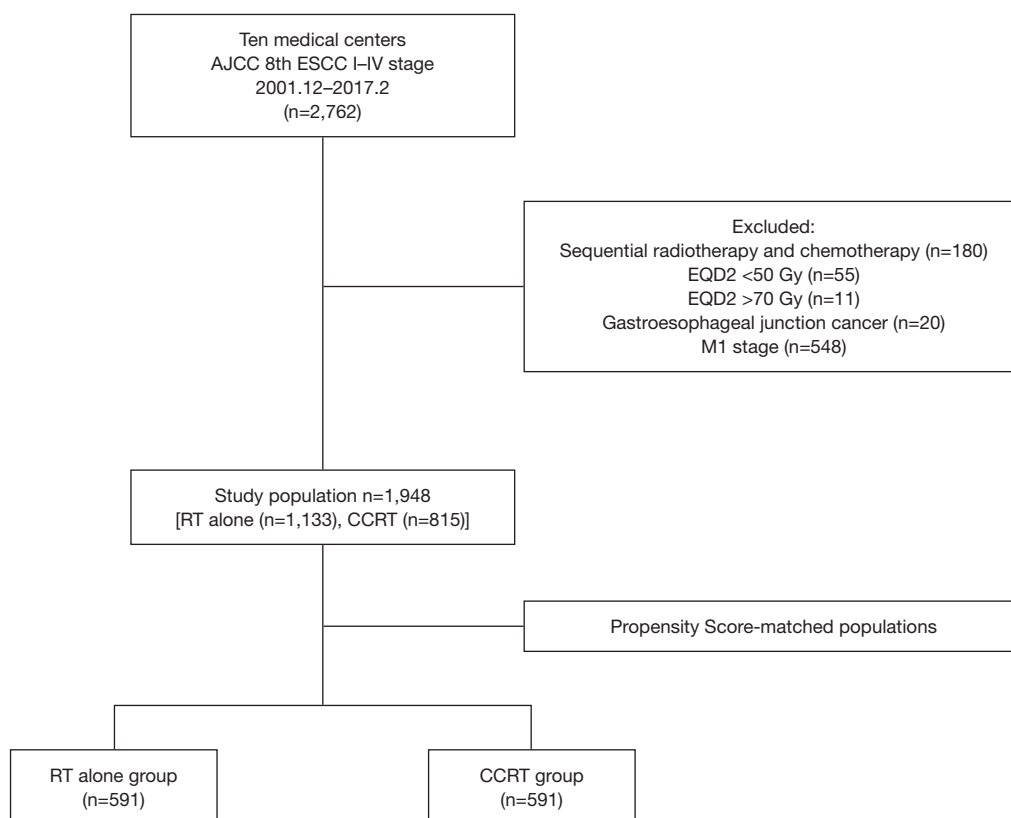 Ten medical centers
AJCC 8th ESCC I–IV stage
2001.12–2017.2
(n=2,762)
Excluded:
Sequential radiotherapy and chemotherapy (n=180)
EQD2 <50 Gy (n=55)
EQD2 >70 Gy (n=11)
Gastroesophageal junction cancer (n=20)
M1 stage (n=548)
Study population n=1,948
[RT alone (n=1,133), CCRT (n=815)]
Propensity Score-matched populations
RT alone group
(n=591)
CCRT group
(n=591)